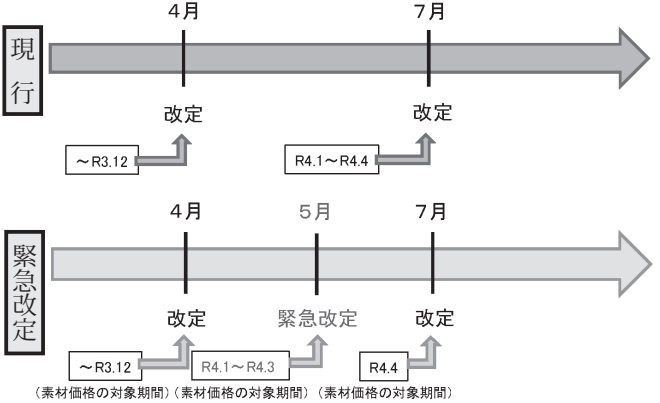 4月 7月
現行
改定 改定
～R3.12 R4.1～R4.4
4月 5月 7月
緊急改定
改定 緊急改定 改定
～R3.12 R4.1～R4.3 R4.4
(素材価格の対象期間) (素材価格の対象期間) (素材価格の対象期間)